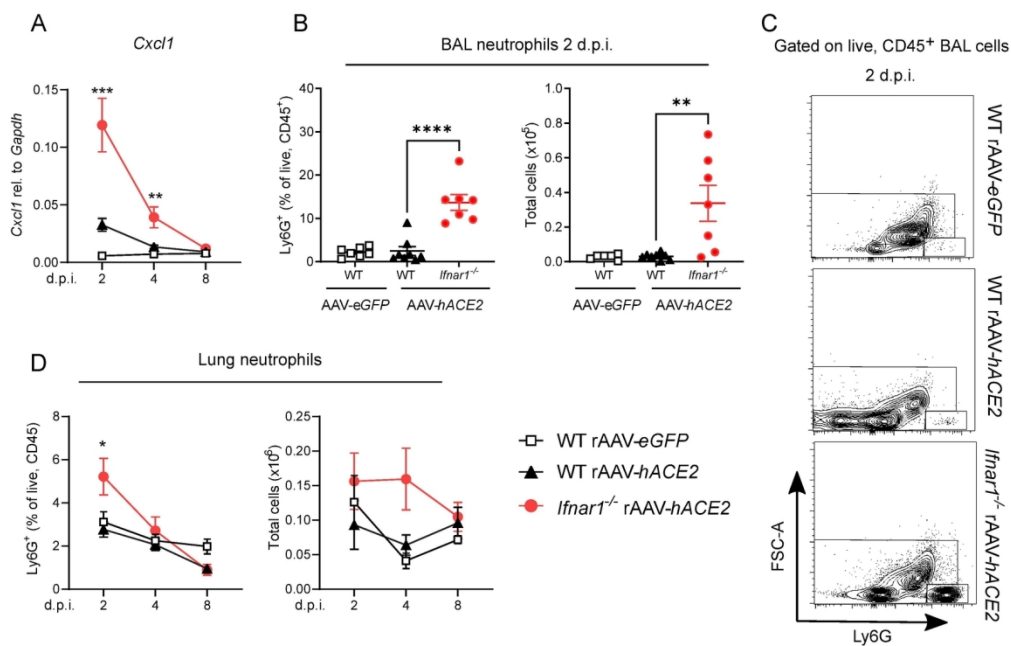 A
Cxcl1
Cxcl1 rel. to Gapdh
0.15
0.10
0.05
0.00
***
**
d.p.i.
2
4
8
B
BAL neutrophils 2 d.p.i.
Ly6G⁺ (% of live, CD45⁺)
40
30
20
10
0
****
WT
WT
Ifnar1⁻/⁻
AAV-eGFP
AAV-hACE2
Total cells (x10⁵)
1.0
0.8
0.6
0.4
0.2
0.0
**
WT
WT
Ifnar1⁻/⁻
AAV-eGFP
AAV-hACE2
C
Gated on live, CD45⁺ BAL cells
2 d.p.i.
WT rAAV-eGFP
WT rAAV-hACE2
Ifnar1⁻/⁻ rAAV-hACE2
FSC-A
Ly6G
D
Lung neutrophils
Ly6G⁺ (% of live, CD45)
8
6
4
2
0
*
d.p.i.
2
4
8
Total cells (x10⁶)
0.25
0.20
0.15
0.10
0.05
0.00
d.p.i.
2
4
8
WT rAAV-eGFP
WT rAAV-hACE2
Ifnar1⁻/⁻ rAAV-hACE2